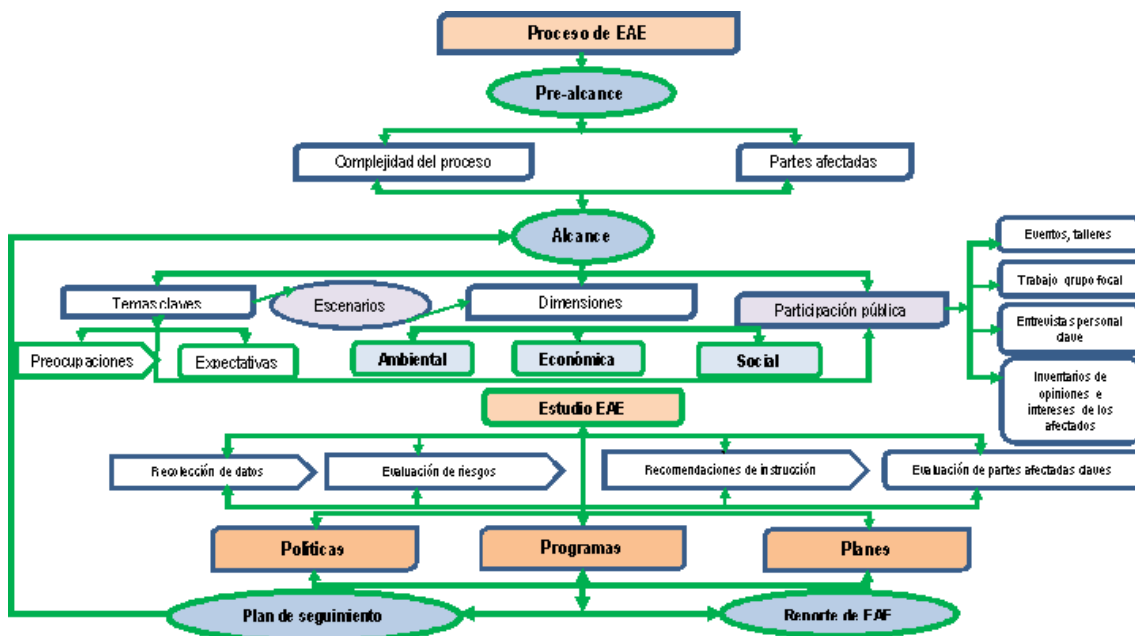 Proceso de EAE
Pre-alcance
Complejidad del proceso
Partes afectadas
Alcance
Eventos, talleres
Temas claves
Escenarios
Dimensiones
Participación pública
Trabajo grupo focal
Entrevistas personal
clave
Preocupaciones
Expectativas
Ambiental
Económica
Social
Inventarios de
opiniones e
intereses de los
afectados
Estudio EAE
Recolección de datos
Evaluación de riesgos
Recomendaciones de instrucción
Evaluación de partes afectadas claves
Políticas
Programas
Planes
Plan de seguimiento
Reporte de EAE